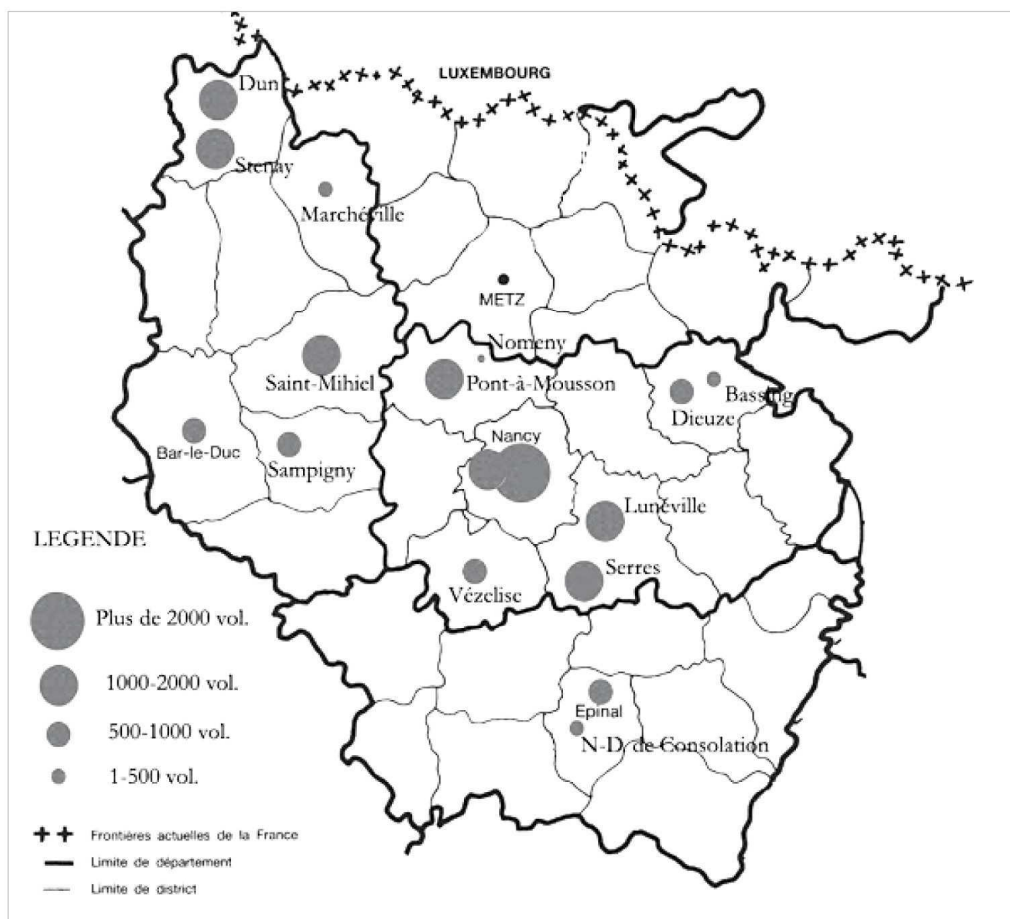 LUXEMBOURG
Dun
Stenay
Marchéville
METZ
Nomeny
Saint-Mihiel
Pont-à-Mousson
Bassing
Dieuze
Nancy
Bar-le-Duc
Sampigny
Lunéville
Serres
Vézelise
Epinal
N-D de Consolation
LEGENDE
Plus de 2000 vol.
1000-2000 vol.
500-1000 vol.
1-500 vol.
Frontières actuelles de la France
Limite de département
Limite de district